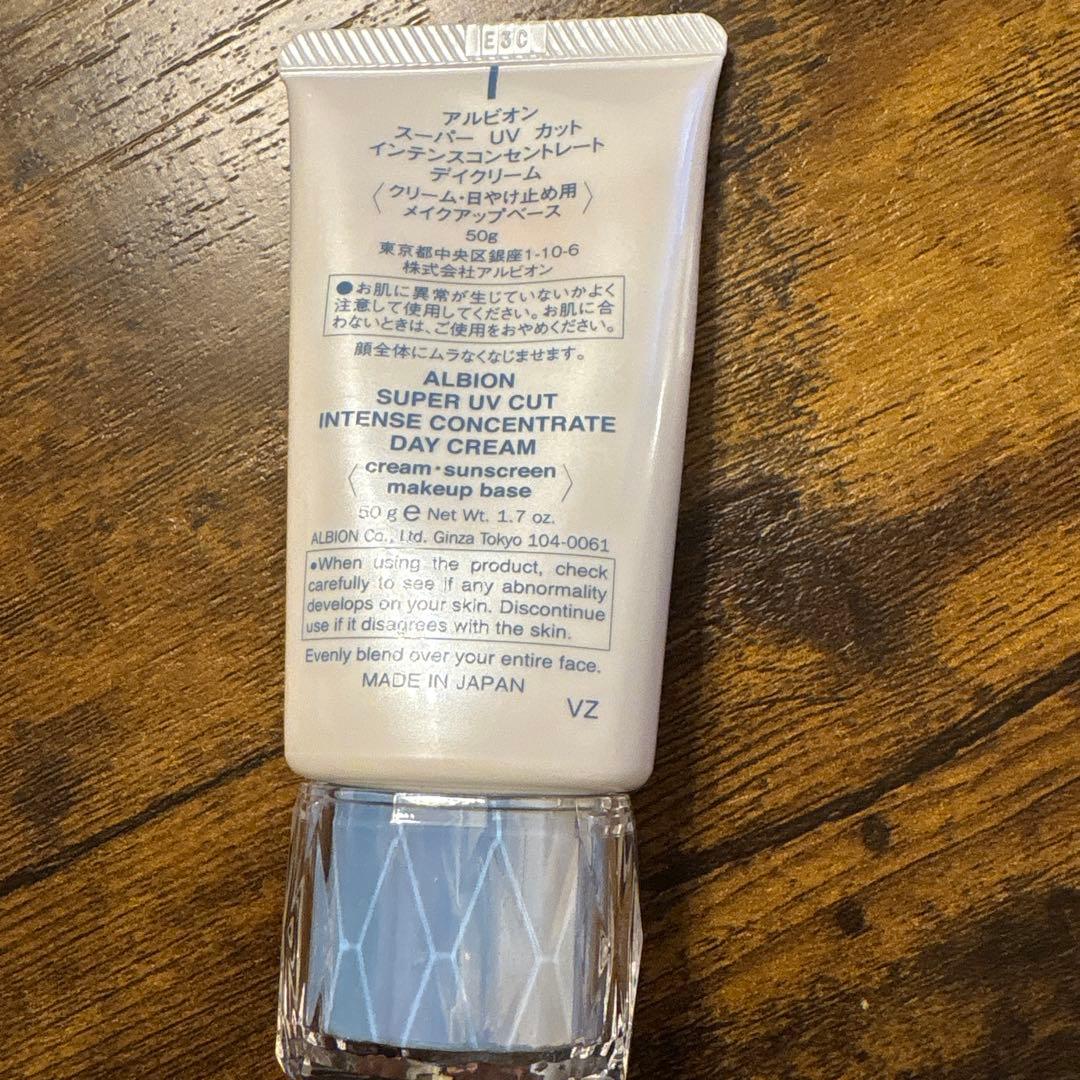 E3C
アルビオン
スーパー UV カット
インテンスコンセントレート
デイクリーム
〈クリーム・日やけ止め用
メイクアップベース〉
50g
東京都中央区銀座1-10-6
株式会社アルビオン
●お肌に異常が生じていないかよく
注意して使用してください。お肌に合
わないときは、ご使用をおやめください。
顔全体にムラなくなじませます。
ALBION
SUPER UV CUT
INTENSE CONCENTRATE
DAY CREAM
〈cream・sunscreen
makeup base〉
50 g ℮ Net Wt. 1.7 oz.
ALBION Co., Ltd. Ginza Tokyo 104-0061
•When using the product, check
carefully to see if any abnormality
develops on your skin. Discontinue
use if it disagrees with the skin.
Evenly blend over your entire face.
MADE IN JAPAN
VZ